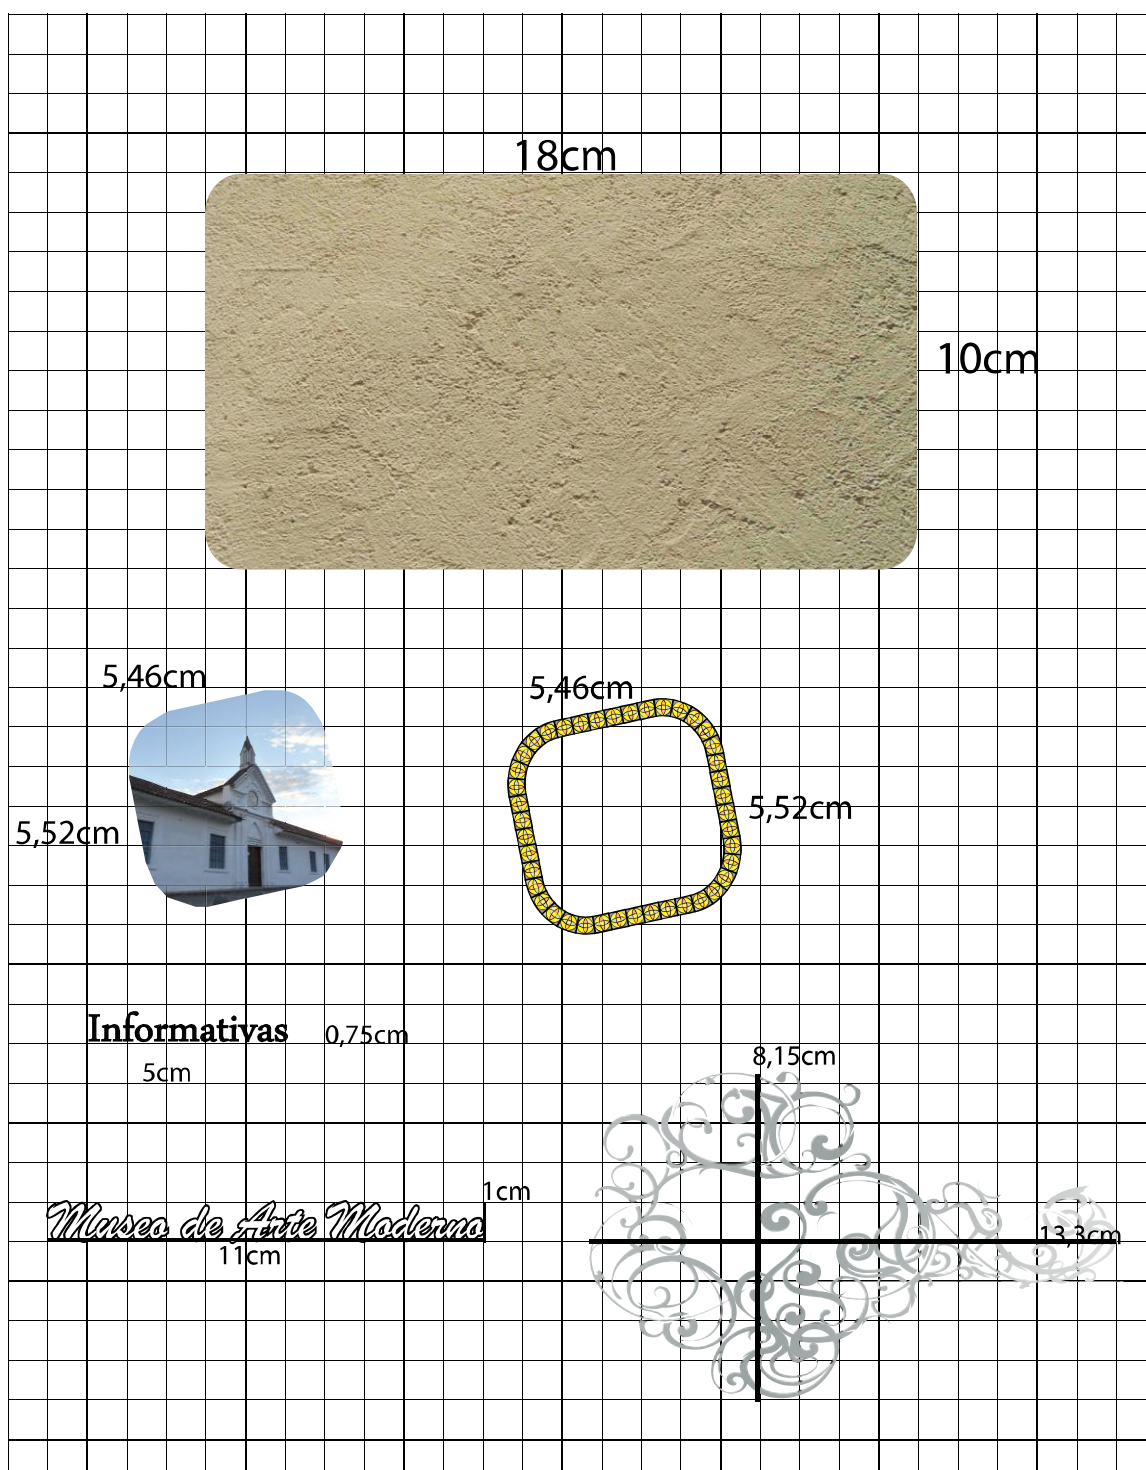 18cm
10cm
5,46cm
5,46cm
5,52cm
5,52cm
Informativas
0,75cm
5cm
8,15cm
1cm
Museo de Arte Moderno
13,3cm
11cm